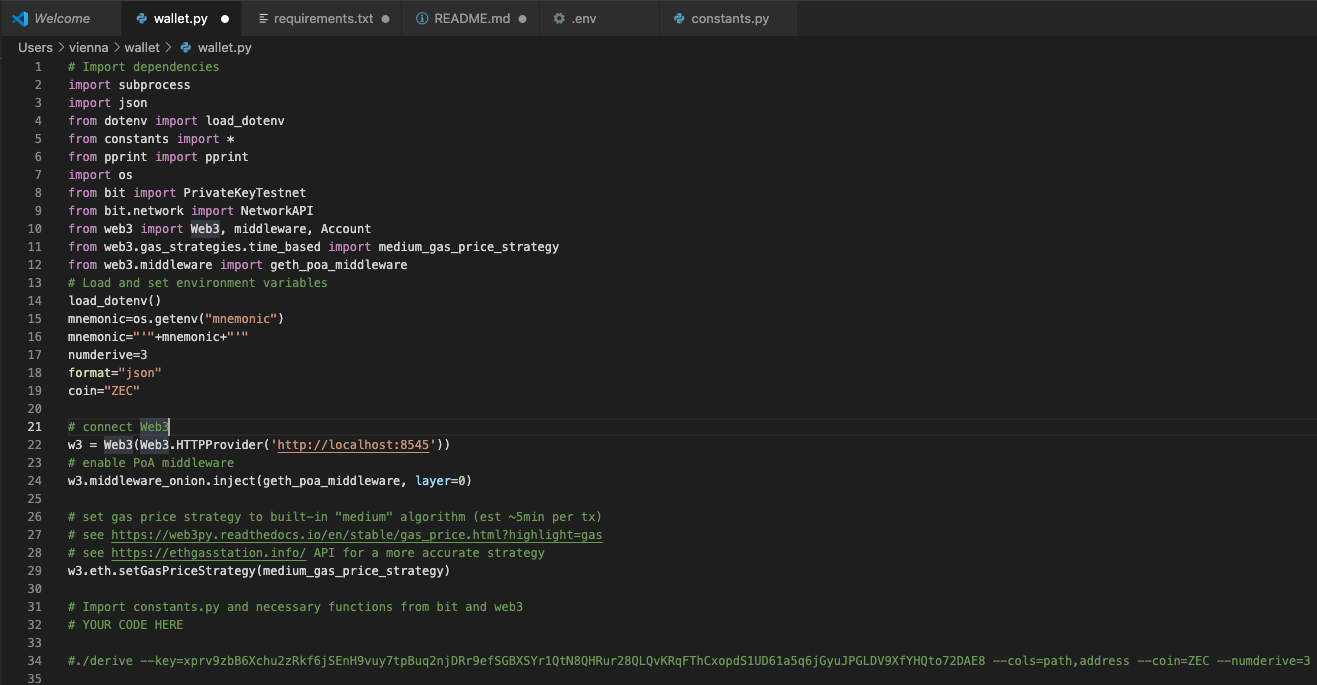 Welcome wallet.py requirements.txt README.md .env constants.py
Users > vienna > wallet > wallet.py
1 # Import dependencies
2 import subprocess
3 import json
4 from dotenv import load_dotenv
5 from constants import *
6 from pprint import pprint
7 import os
8 from bit import PrivateKeyTestnet
9 from bit.network import NetworkAPI
10 from web3 import Web3, middleware, Account
11 from web3.gas_strategies.time_based import medium_gas_price_strategy
12 from web3.middleware import geth_poa_middleware
13 # Load and set environment variables
14 load_dotenv()
15 mnemonic=os.getenv("mnemonic")
16 mnemonic="'"+mnemonic+"'"
17 numderive=3
18 format="json"
19 coin="ZEC"
20
21 # connect Web3
22 w3 = Web3(Web3.HTTPProvider('http://localhost:8545'))
23 # enable PoA middleware
24 w3.middleware_onion.inject(geth_poa_middleware, layer=0)
25
26 # set gas price strategy to built-in "medium" algorithm (est ~5min per tx)
27 # see https://web3py.readthedocs.io/en/stable/gas_price.html?highlight=gas
28 # see https://ethgasstation.info/ API for a more accurate strategy
29 w3.eth.setGasPriceStrategy(medium_gas_price_strategy)
30
31 # Import constants.py and necessary functions from bit and web3
32 # YOUR CODE HERE
33
34 #./derive --key=xprv9zbB6Xchu2zRkf6jSEnH9vuy7tpBuq2njDRr9efSGBXSYr1QtN8QHRur28QLQvKRqFThCxopdS1UD61a5q6jGyuJPGLDV9XfYHQto72DAE8 --cols=path,address --coin=ZEC --numderive=3
35